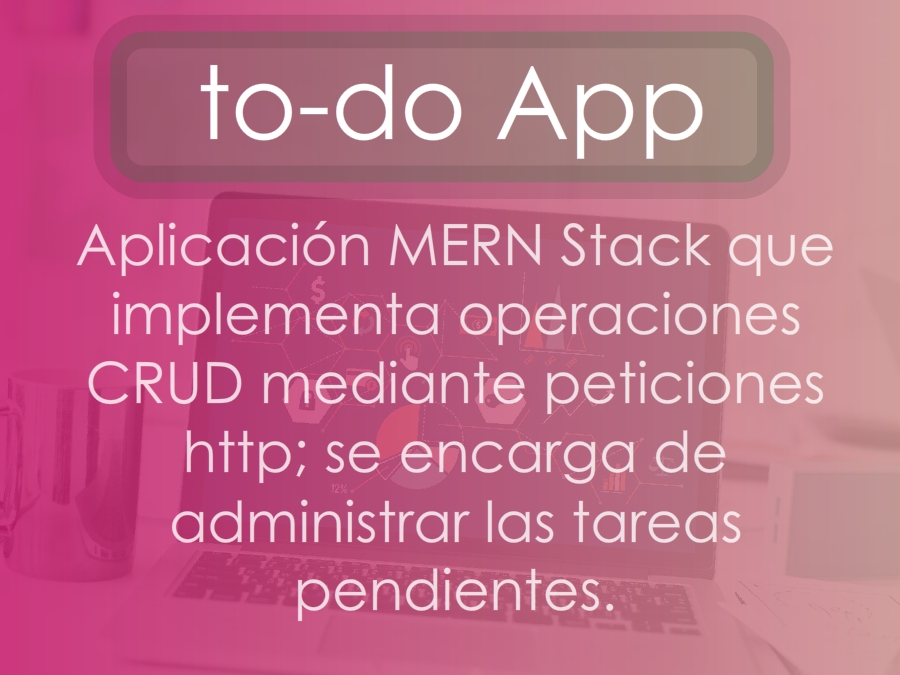 to-do App
Aplicación MERN Stack que
implementa operaciones
CRUD mediante peticiones
http; se encarga de
administrar las tareas
pendientes.
12%